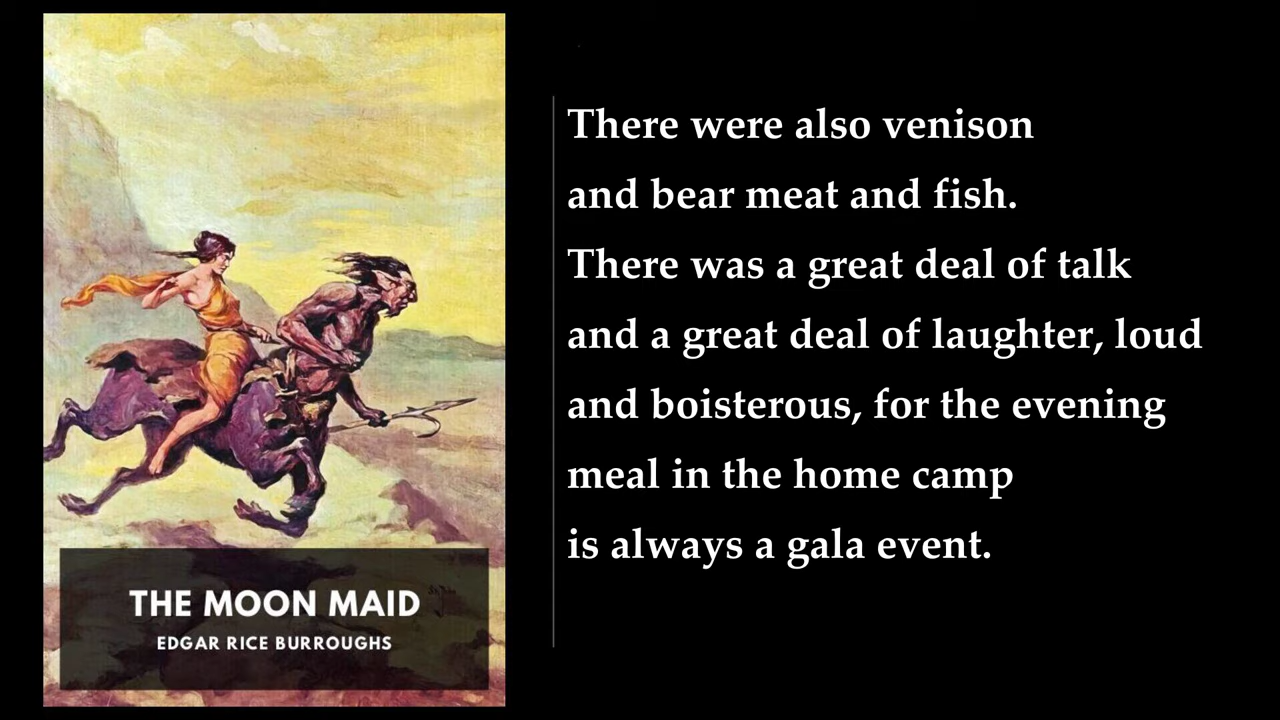 There were also venison
and bear meat and fish.
There was a great deal of talk
and a great deal of laughter, loud
and boisterous, for the evening
meal in the home camp
is always a gala event.
THE MOON MAID
EDGAR RICE BURROUGHS